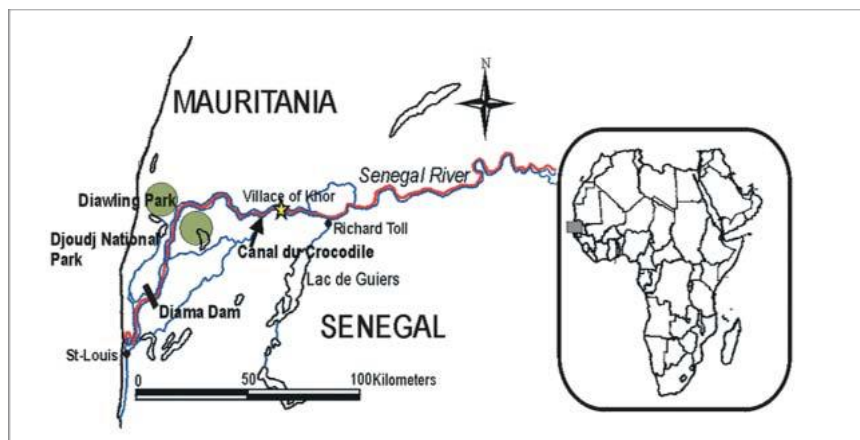 N
MAURITANIA
Senegal River
Village of Khor
Diawling Park
Richard Toll
Djoudj National
Park
Canal du Crocodile
Lac de Guiers
Diama Dam
SENEGAL
St-Louis
0 50 100Kilometers